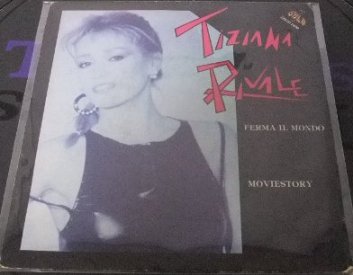 TIZIANA
RIVALE
FERMA IL MONDO
MOVIESTORY